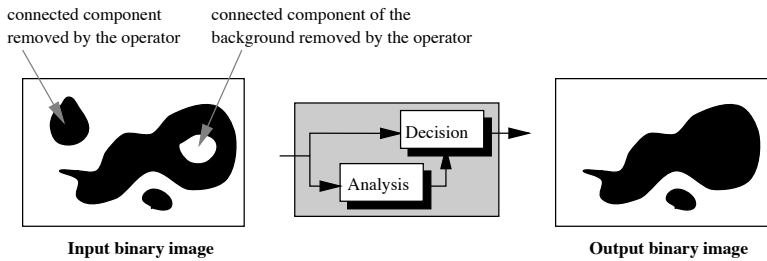 connected component
removed by the operator
connected component of the
background removed by the operator
Decision
Analysis
Input binary image
Output binary image